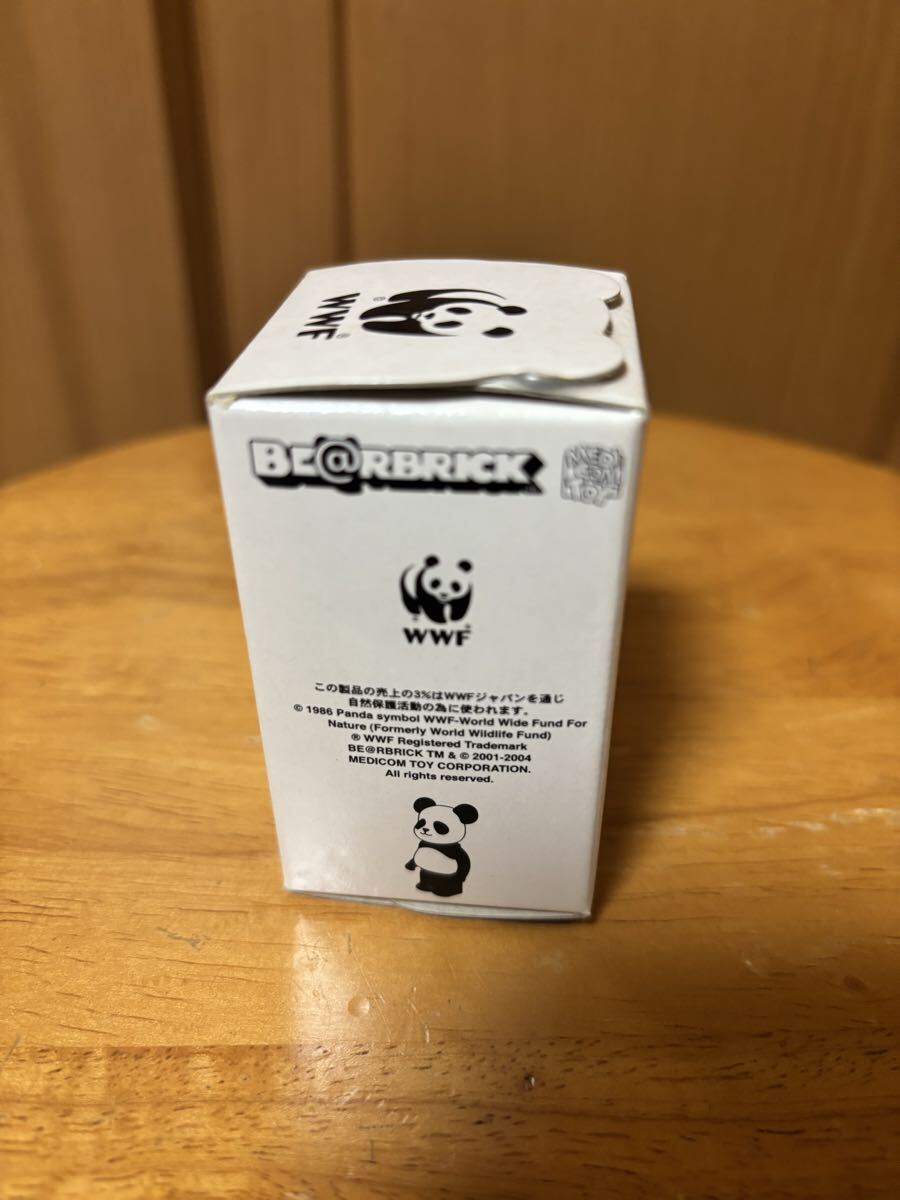 WWF®
BE@RBRICK
MEDI
COM
TOY
WWF
この製品の売上の3%はWWFジャパンを通じ
自然保護活動の為に使われます。
© 1986 Panda symbol WWF-World Wide Fund For
Nature (Formerly World Wildlife Fund)
® WWF Registered Trademark
BE@RBRICK TM & © 2001-2004
MEDICOM TOY CORPORATION.
All rights reserved.